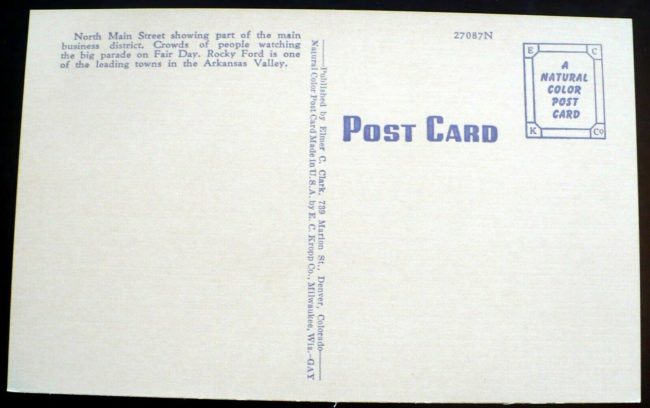 North Main Street showing part of the main
business district. Crowds of people watching
the big parade on Fair Day. Rocky Ford is one
of the leading towns in the Arkansas Valley.
Published by Elmer C. Clark, 739 Marion St., Denver, Colorado
Natural Color Post Card Made in U.S.A. by E. C. Kropp Co., Milwaukee, Wis.-GAY
27087N
POST CARD
E C
A
NATURAL
COLOR
POST
CARD
K Co